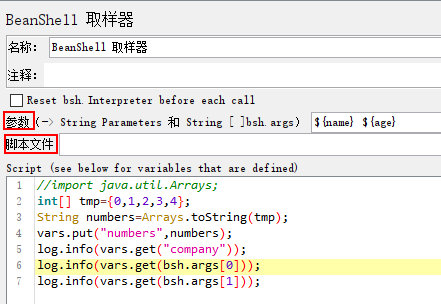 BeanShell 取样器
名称: BeanShell 取样器
注释:
Reset bsh.Interpreter before each call
参数 (-> String Parameters 和 String []bsh.args) ${name} ${age}
脚本文件
Script (see below for variables that are defined)
1 //import java.util.Arrays;
2 int[] tmp={0,1,2,3,4};
3 String numbers=Arrays.toString(tmp);
4 vars.put("numbers",numbers);
5 log.info(vars.get("company"));
6 log.info(vars.get(bsh.args[0]));
7 log.info(vars.get(bsh.args[1]));